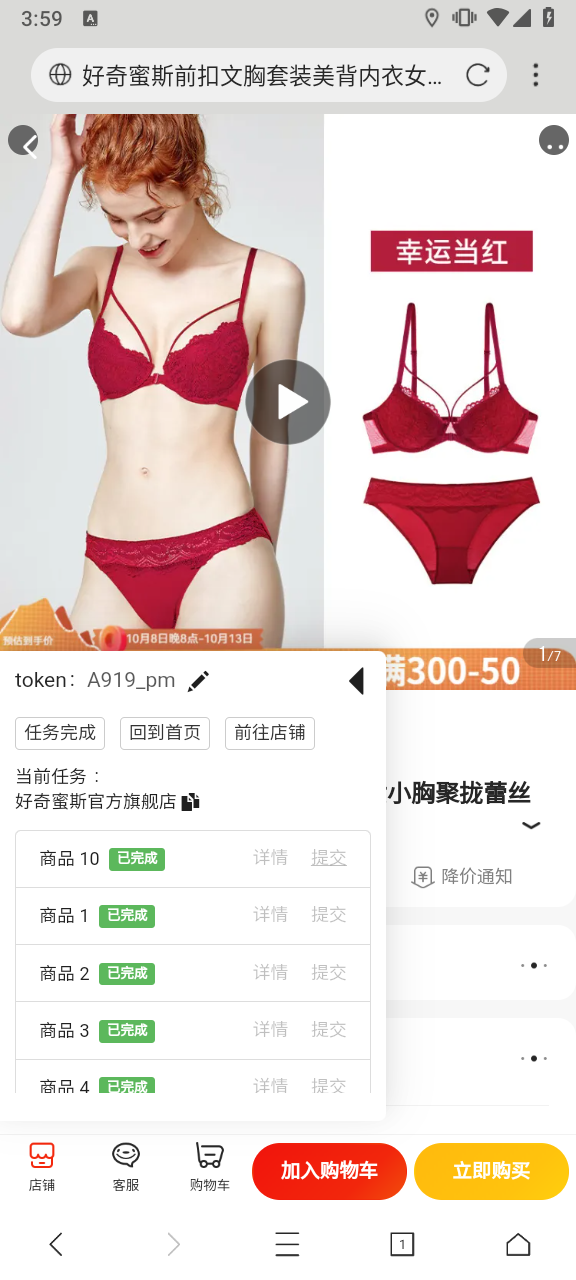 3:59
A
好奇蜜斯前扣文胸套装美背内衣女...
幸运当红
预估到手价
10月8日晚8点-10月13日
满300-50
1/7
token: A919_pm
任务完成 回到首页 前往店铺
当前任务：
好奇蜜斯官方旗舰店
小胸聚拢蕾丝
降价通知
商品 10 已完成 详情 提交
商品 1 已完成 详情 提交
商品 2 已完成 详情 提交
商品 3 已完成 详情 提交
商品 4 已完成 详情 提交
店铺 客服 购物车 加入购物车 立即购买
1